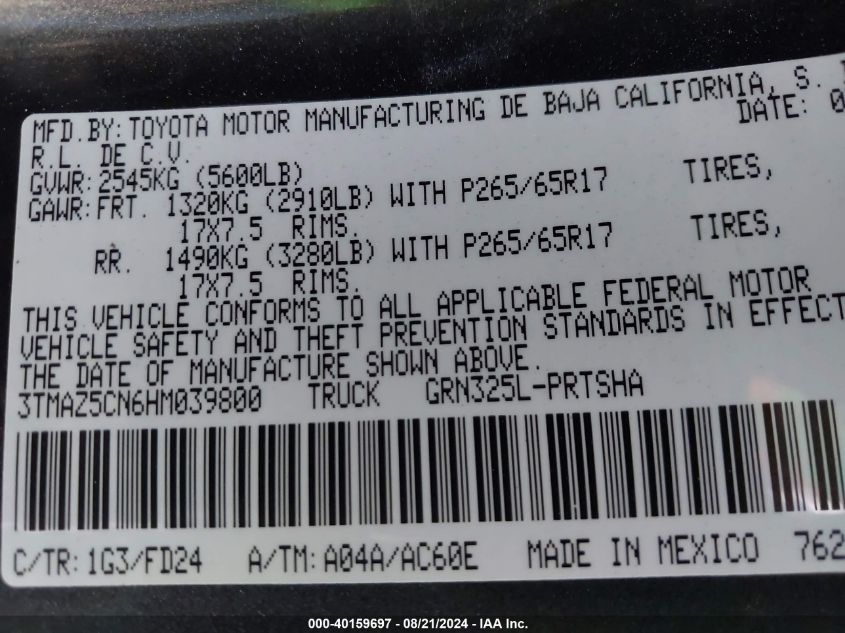 MFD.BY: TOYOTA MOTOR MANUFACTURING DE BAJA CALIFORNIA, S.
R.L. DE C.V. DATE: 0
GVWR: 2545KG (5600LB)
GAWR: FRT. 1320KG (2910LB) WITH P265/65R17 TIRES,
17X7.5 RIMS.
RR. 1490KG (3280LB) WITH P265/65R17 TIRES,
17X7.5 RIMS.
THIS VEHICLE CONFORMS TO ALL APPLICABLE FEDERAL MOTOR
VEHICLE SAFETY AND THEFT PREVENTION STANDARDS IN EFFECT
THE DATE OF MANUFACTURE SHOWN ABOVE.
3TMAZ5CN6HM039800 TRUCK GRN325L-PRTSHA
C/TR: 1G3/FD24 A/TM: A04A/AC60E MADE IN MEXICO 762
000-40159697 - 08/21/2024 - IAA Inc.